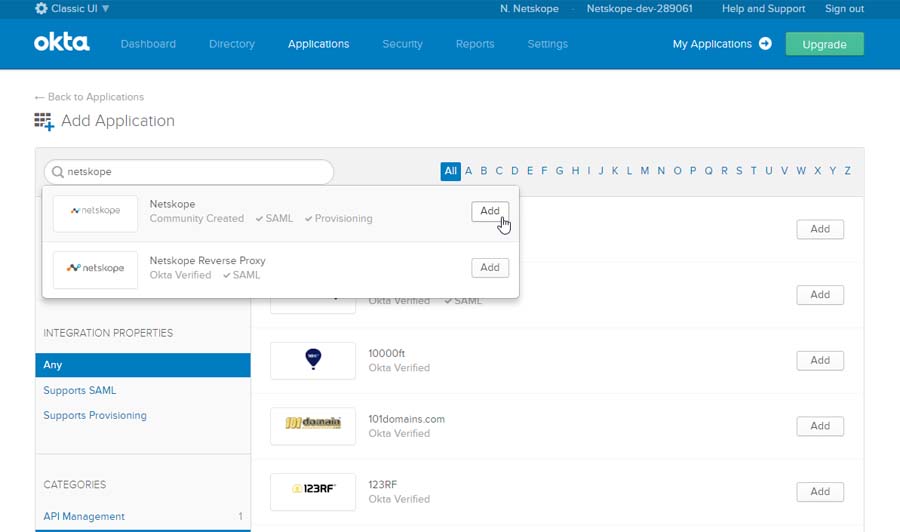 Classic UI ▼
N. Netskope · Netskope-dev-289061 Help and Support Sign out
okta Dashboard Directory Applications Security Reports Settings My Applications Upgrade
← Back to Applications
Add Application
netskope
All A B C D E F G H I J K L M N O P Q R S T U V W X Y Z
netskope Netskope Add
Community Created ✓ SAML ✓ Provisioning
Add
netskope Netskope Reverse Proxy Add
Okta Verified ✓ SAML
Add
Okta Verified ✓ SAML
INTEGRATION PROPERTIES
Any
Supports SAML
Supports Provisioning
10000ft Add
Okta Verified
101domain 101domains.com Add
Okta Verified
123RF 123RF Add
Okta Verified
CATEGORIES
API Management 1